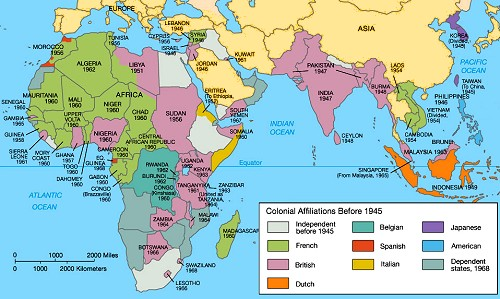 EUROPE
ASIA
AFRICA
PACIFIC
OCEAN
INDIAN
OCEAN
ATLANTIC
OCEAN
Equator
MOROCCO
1956
TUNISIA
1956
CYPRUS
1960
LEBANON
1946
SYRIA
1946
ISRAEL
1948
JORDAN
1946
KUWAIT
1961
ALGERIA
1962
LIBYA
1951
ERITREA
(To Ethiopia,
1952)
SOUTH
YEMEN
1967
MAURITANIA
1960
MALI
1960
NIGER
1960
CHAD
1960
SUDAN
1956
SENEGAL
1960
GAMBIA
1965
GUINEA
1958
SIERRA
LEONE
1961
IVORY
COAST
1960
UPPER
VOLTA
1960
GHANA
1957
TOGO
1960
DAHOMEY
1960
NIGERIA
1960
CAMEROON
1960
EQ.
GUINEA
1968
GABON
1960
CONGO
(Brazzaville)
1960
CENTRAL AFRICAN
REPUBLIC
1960
SOMALIA
1960
UGANDA
1962
KENYA
1963
RWANDA
1962
BURUNDI
1962
CONGO
(Kinshasa)
1960
TANGANYIKA
1961
(United as
TANZANIA
1964)
ZANZIBAR
1963
MALAWI
1964
ZAMBIA
1964
BOTSWANA
1966
SWAZILAND
1968
LESOTHO
1966
MADAGASCAR
1960
PAKISTAN
1947
INDIA
1947
CEYLON
1948
BURMA
1948
LAOS
1954
KOREA
(Divided,
1945)
TAIWAN
(To China,
1945)
PHILIPPINES
1946
VIETNAM
(Divided,
1954)
CAMBODIA
1954
BRUNEI
MALAYSIA 1963
SINGAPORE
(From Malaysia, 1965)
INDONESIA 1949
0 1000 2000 Miles
0 1000 2000 Kilometers
Colonial Affiliations Before 1945
Independent
before 1945
French
British
Dutch
Belgian
Spanish
Italian
Japanese
American
Dependent
states, 1968